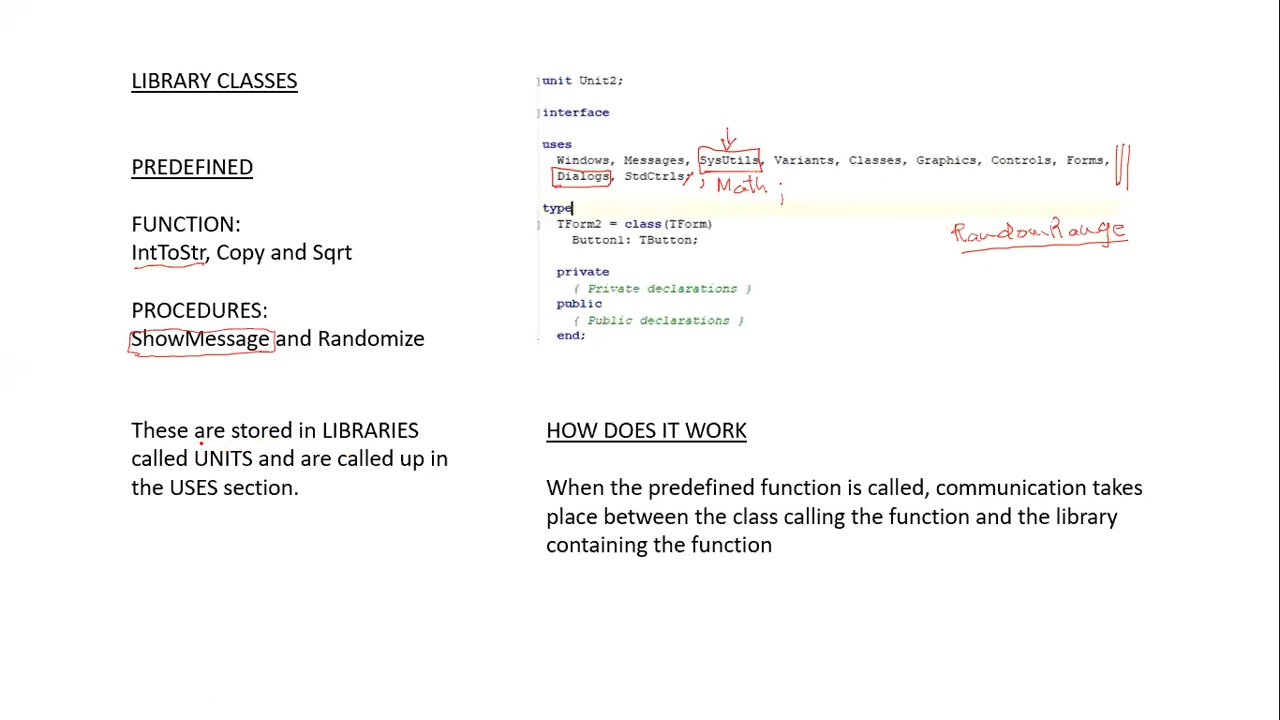 LIBRARY CLASSES
PREDEFINED
FUNCTION:
IntToStr, Copy and Sqrt
PROCEDURES:
ShowMessage and Randomize
These are stored in LIBRARIES
called UNITS and are called up in
the USES section.
unit Unit2;
interface
uses
Windows, Messages, SysUtils, Variants, Classes, Graphics, Controls, Forms,
Dialogs, StdCtrls; , Math ;
type
TForm2 = class(TForm)
Button1: TButton;
RandomRange
private
{ Private declarations }
public
{ Public declarations }
end;
HOW DOES IT WORK
When the predefined function is called, communication takes
place between the class calling the function and the library
containing the function